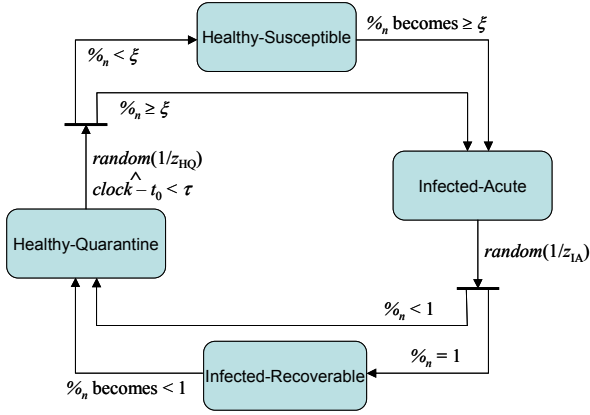 Healthy-Susceptible
%n becomes ≥ ξ
%n < ξ
%n ≥ ξ
random(1/zHQ)
^
clock – t0 < τ
Infected-Acute
Healthy-Quarantine
random(1/zIA)
%n < 1
%n = 1
Infected-Recoverable
%n becomes < 1